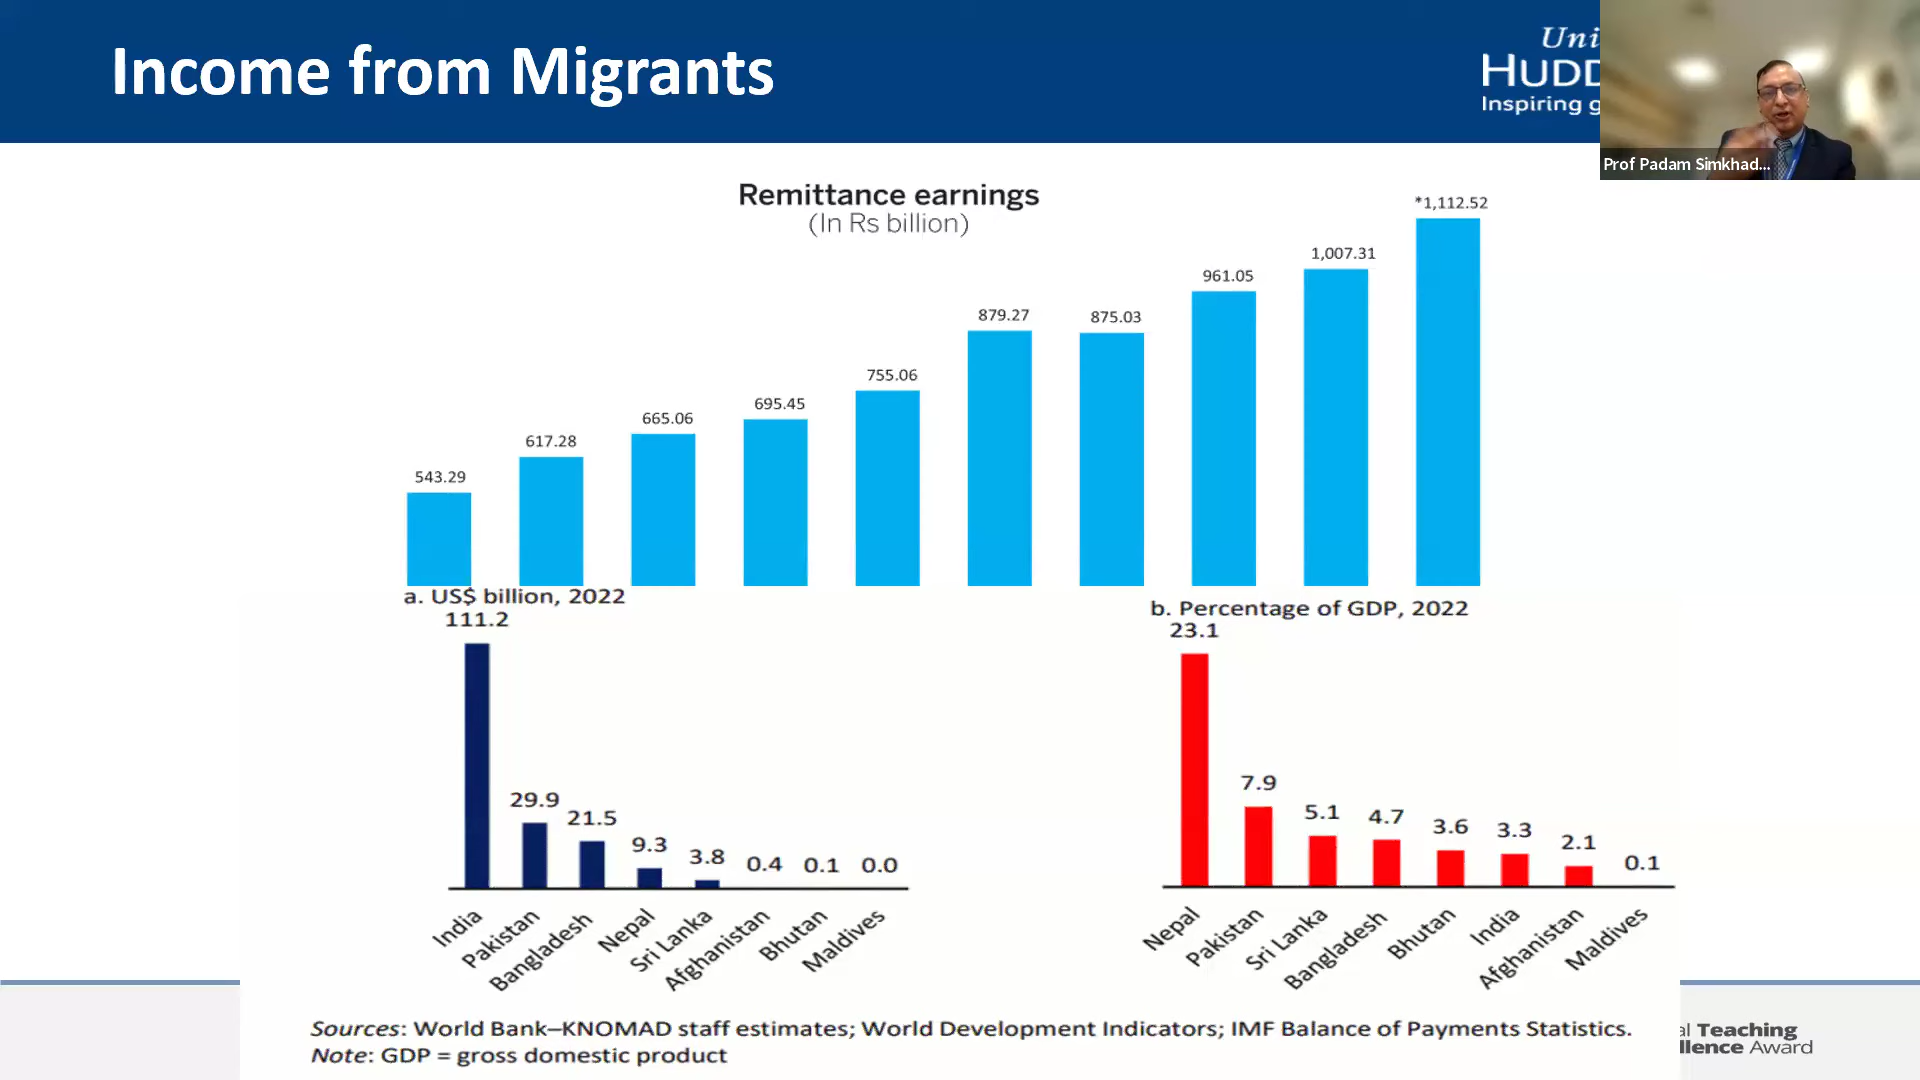 Income from Migrants
Uni
HUDD
Inspiring g
Prof Padam Simkhad...
Remittance earnings
(In Rs billion)
543.29
617.28
665.06
695.45
755.06
879.27
875.03
961.05
1,007.31
*1,112.52
a. US$ billion, 2022
111.2
29.9
21.5
9.3
3.8
0.4
0.1
0.0
India
Pakistan
Bangladesh
Nepal
Sri Lanka
Afghanistan
Bhutan
Maldives
b. Percentage of GDP, 2022
23.1
7.9
5.1
4.7
3.6
3.3
2.1
0.1
Nepal
Pakistan
Sri Lanka
Bangladesh
Bhutan
India
Afghanistan
Maldives
Sources: World Bank–KNOMAD staff estimates; World Development Indicators; IMF Balance of Payments Statistics.
Note: GDP = gross domestic product
al Teaching
llence Award